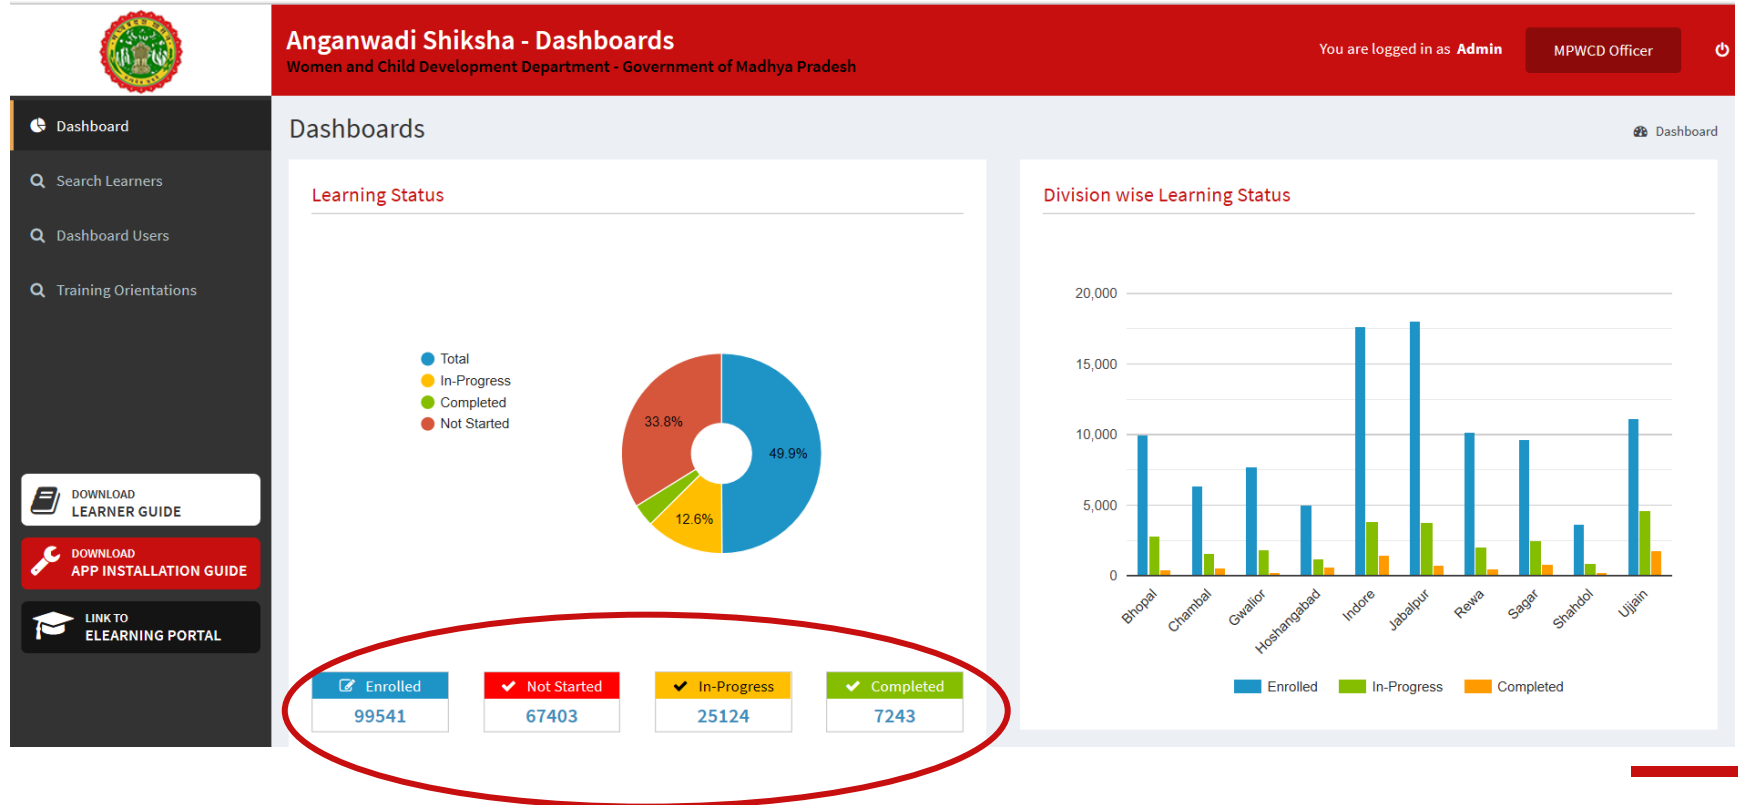 Anganwadi Shiksha - Dashboards
Women and Child Development Department - Government of Madhya Pradesh
You are logged in as Admin
MPWCD Officer
Dashboard
Search Learners
Dashboard Users
Training Orientations
DOWNLOAD
LEARNER GUIDE
DOWNLOAD
APP INSTALLATION GUIDE
LINK TO
ELEARNING PORTAL
Dashboards
Dashboard
Learning Status
Total
In-Progress
Completed
Not Started
33.8%
49.9%
12.6%
Enrolled
99541
Not Started
67403
In-Progress
25124
Completed
7243
Division wise Learning Status
20,000
15,000
10,000
5,000
0
Bhopal
Chambal
Gwalior
Hoshangabad
Indore
Jabalpur
Rewa
Sagar
Shahdol
Ujjain
Enrolled
In-Progress
Completed